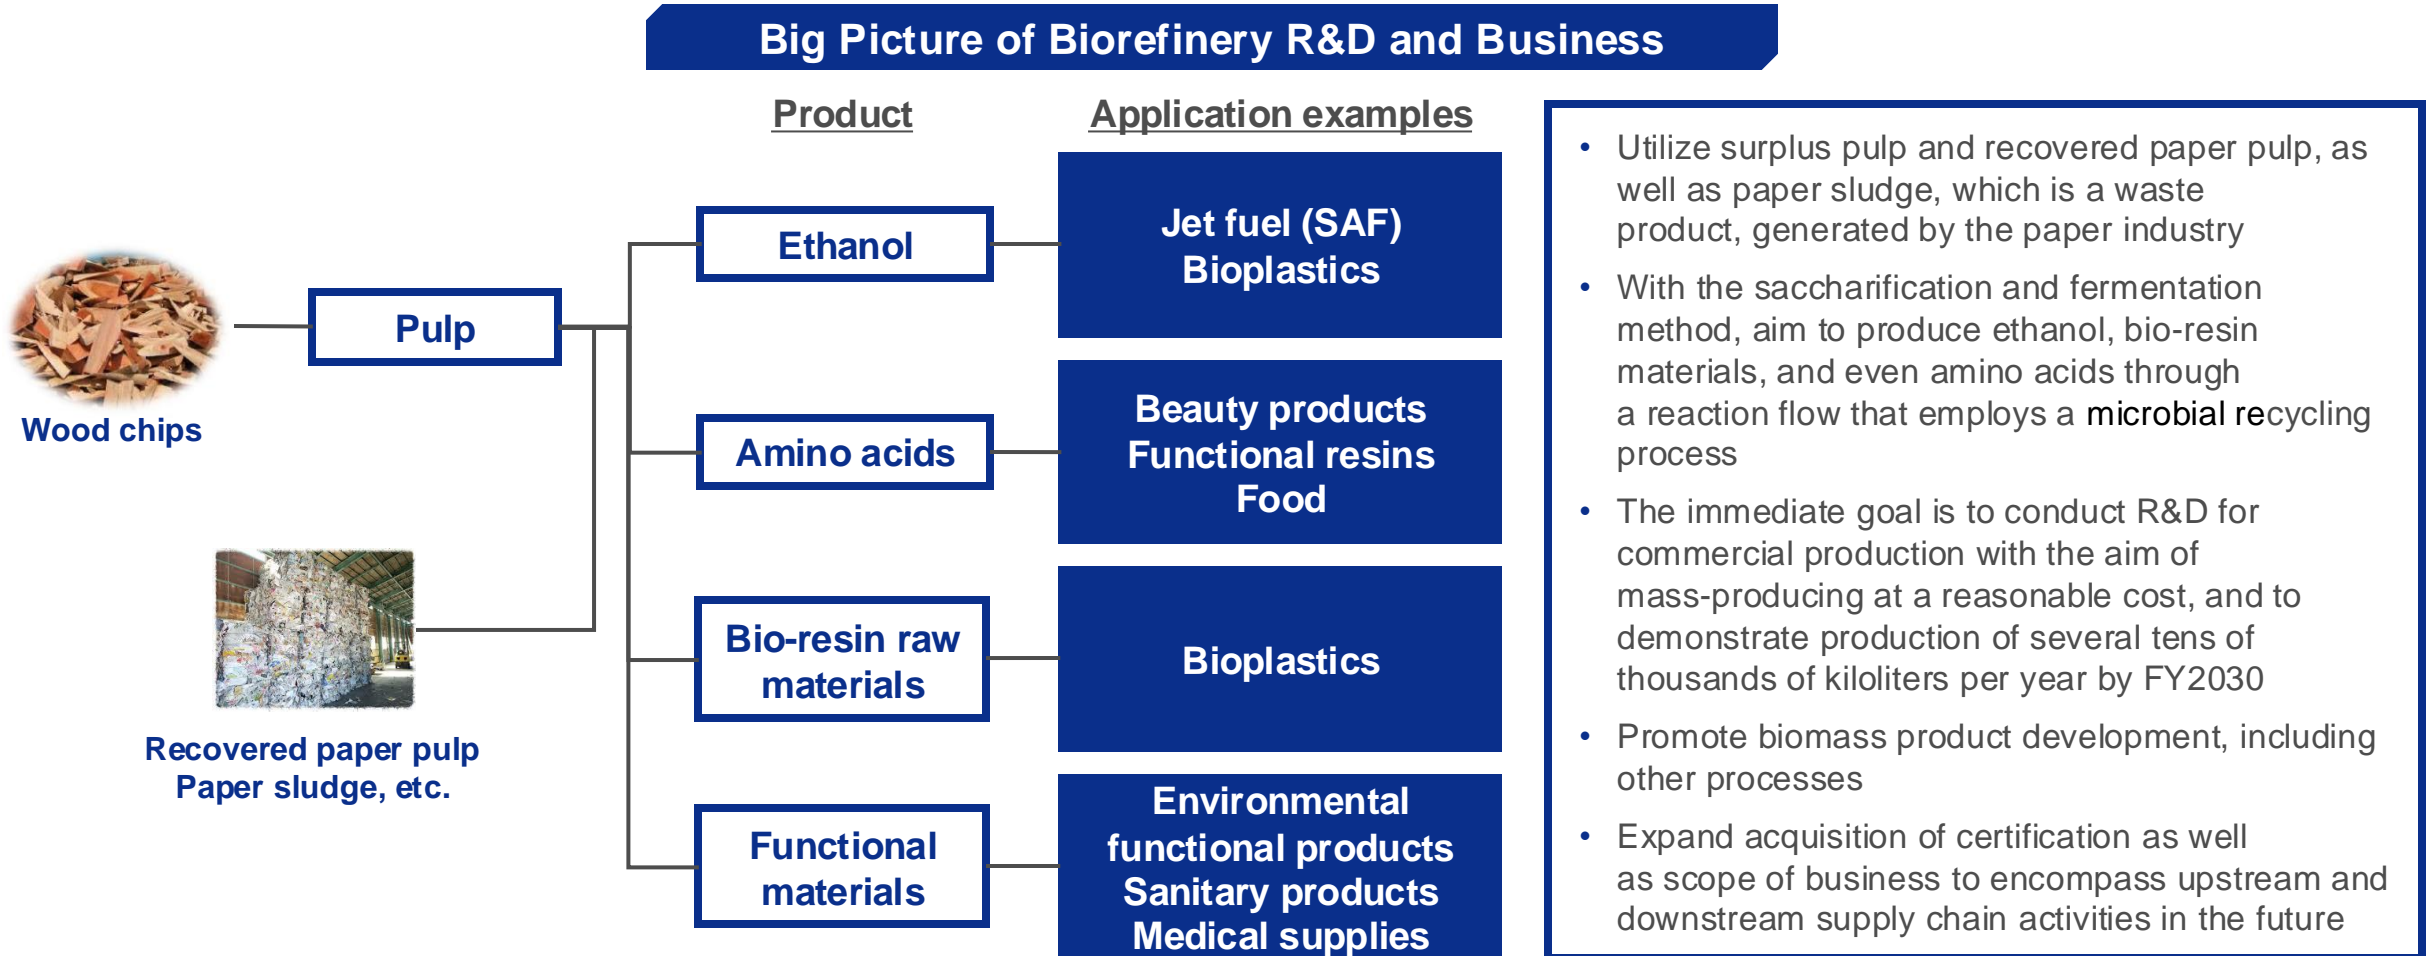 Big Picture of Biorefinery R&D and Business
Product
Application examples
Wood chips
Pulp
Recovered paper pulp
Paper sludge, etc.
Ethanol
Jet fuel (SAF)
Bioplastics
Amino acids
Beauty products
Functional resins
Food
Bio-resin raw
materials
Bioplastics
Functional
materials
Environmental
functional products
Sanitary products
Medical supplies
• Utilize surplus pulp and recovered paper pulp, as
well as paper sludge, which is a waste
product, generated by the paper industry
• With the saccharification and fermentation
method, aim to produce ethanol, bio-resin
materials, and even amino acids through
a reaction flow that employs a microbial recycling
process
• The immediate goal is to conduct R&D for
commercial production with the aim of
mass-producing at a reasonable cost, and to
demonstrate production of several tens of
thousands of kiloliters per year by FY2030
• Promote biomass product development, including
other processes
• Expand acquisition of certification as well
as scope of business to encompass upstream and
downstream supply chain activities in the future